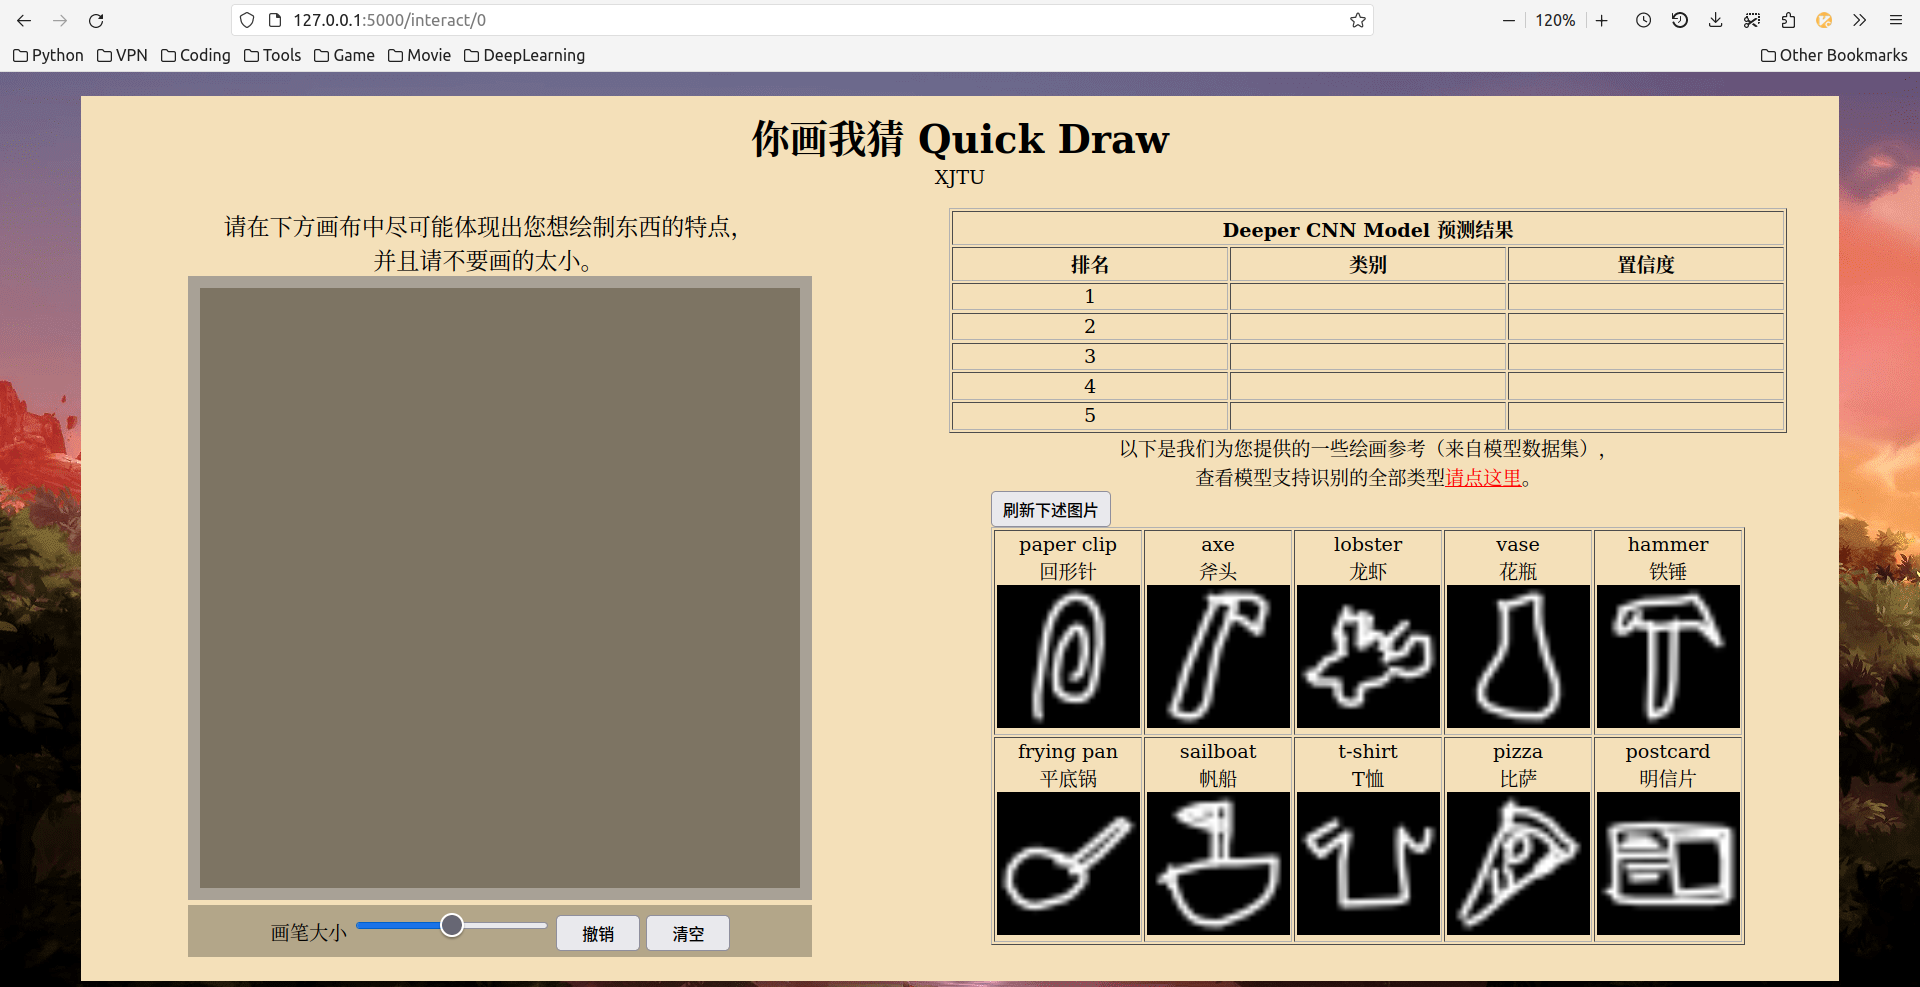 127.0.0.1:5000/interact/0
120%
Python VPN Coding Tools Game Movie DeepLearning Other Bookmarks
你画我猜 Quick Draw
XJTU
请在下方画布中尽可能体现出您想绘制东西的特点，
并且请不要画的太小。
画笔大小 撤销 清空
Deeper CNN Model 预测结果
排名 类别 置信度
1
2
3
4
5
以下是我们为您提供的一些绘画参考（来自模型数据集），
查看模型支持识别的全部类型请点这里。
刷新下述图片
paper clip axe lobster vase hammer
回形针 斧头 龙虾 花瓶 铁锤
frying pan sailboat t-shirt pizza postcard
平底锅 帆船 T恤 比萨 明信片